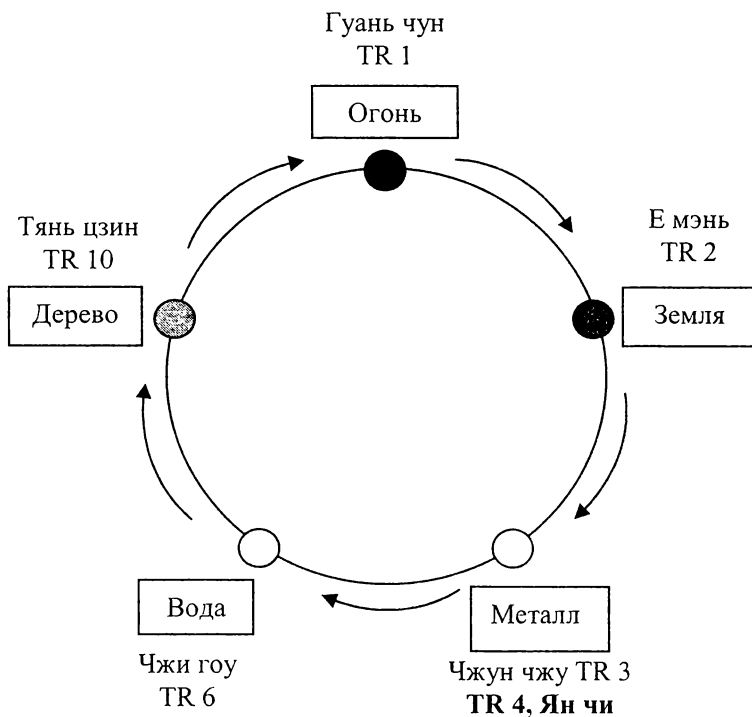 Гуань чун
TR 1
Огонь
Тянь цзин
TR 10
Дерево
Е мэнь
TR 2
Земля
Вода
Чжи гоу
TR 6
Металл
Чжун чжу TR 3
TR 4, Ян чи